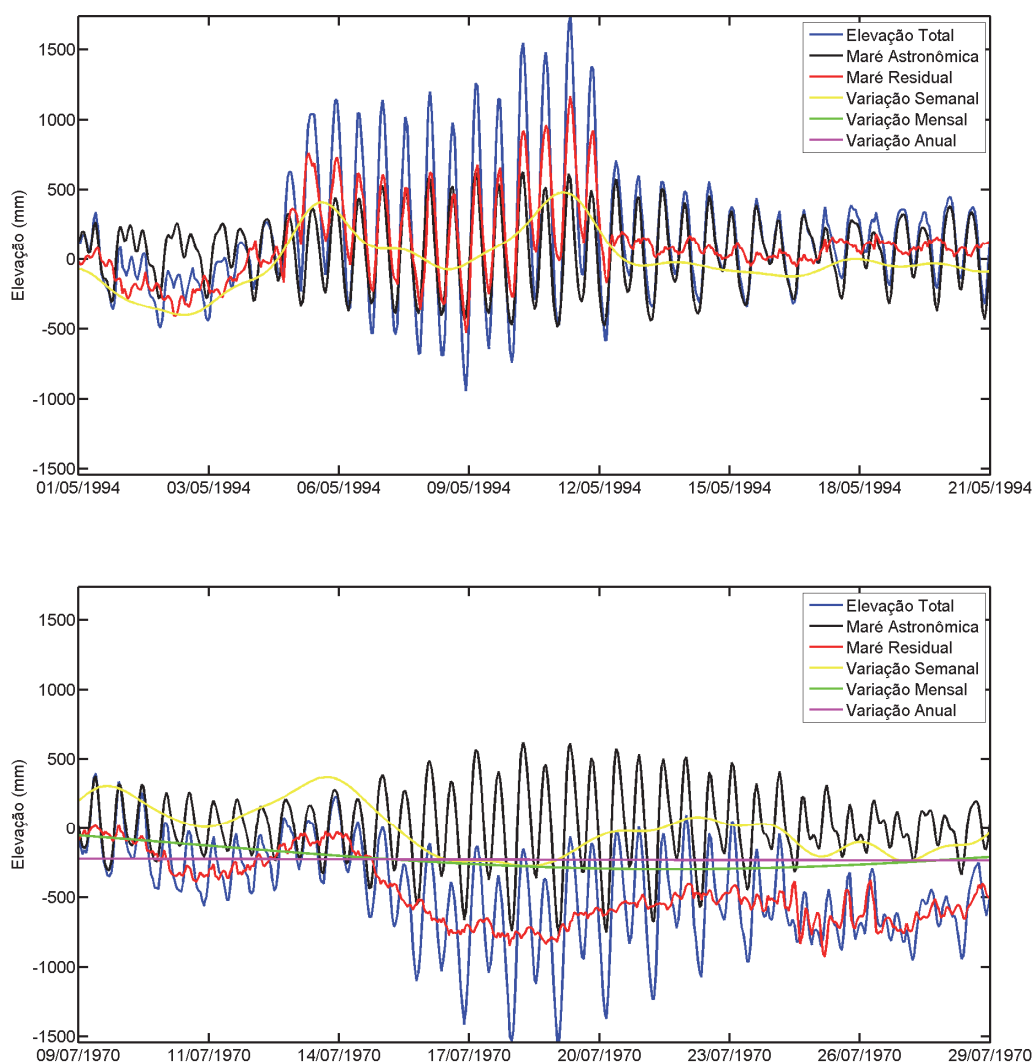 1500
1000
500
0
-500
-1000
-1500
Elevação (mm)
Elevação Total
Maré Astronômica
Maré Residual
Variação Semanal
Variação Mensal
Variação Anual
01/05/1994 03/05/1994 06/05/1994 09/05/1994 12/05/1994 15/05/1994 18/05/1994 21/05/1994
1500
1000
500
0
-500
-1000
-1500
Elevação (mm)
Elevação Total
Maré Astronômica
Maré Residual
Variação Semanal
Variação Mensal
Variação Anual
09/07/1970 11/07/1970 14/07/1970 17/07/1970 20/07/1970 23/07/1970 26/07/1970 29/07/1970